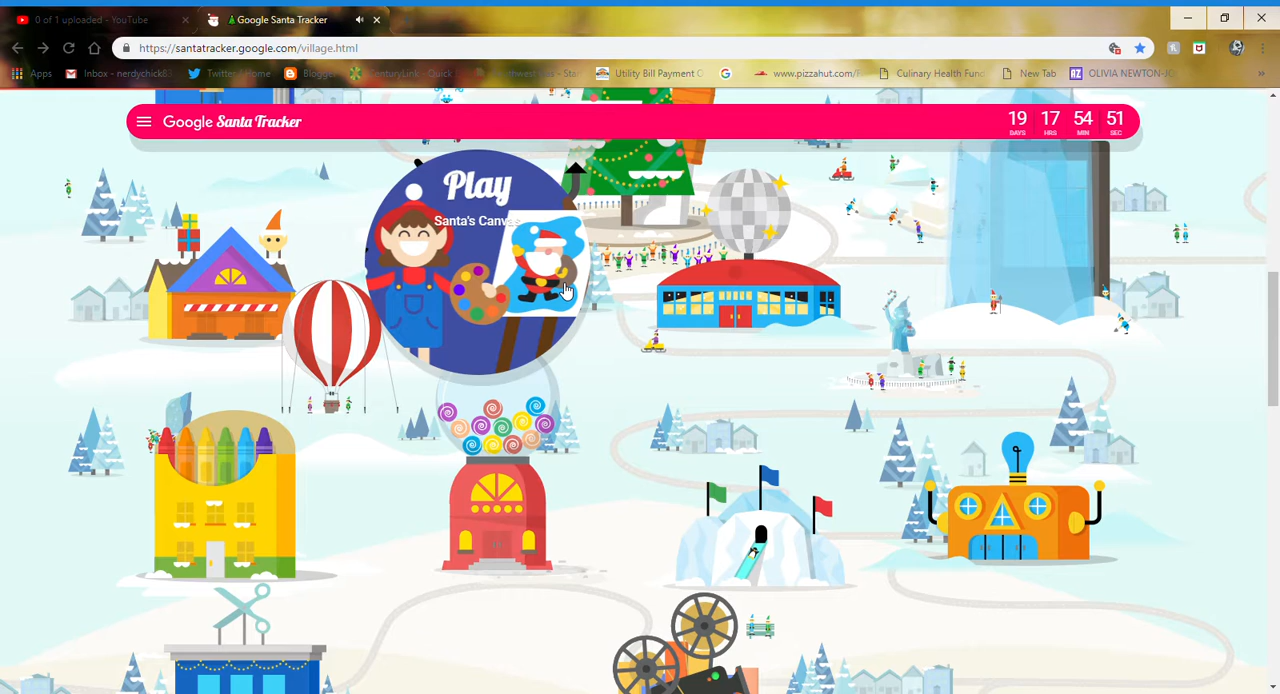 0 of 1 uploaded - YouTube
Google Santa Tracker
https://santatracker.google.com/village.html
Apps
Inbox - nerdychick83
Twitter / Home
Blogger
CenturyLink - Quick
Utility Bill Payment C
www.pizzahut.com/
Culinary Health Fund
New Tab
AZ
OLIVIA NEWTON-JO
»
Google Santa Tracker
19 17 54 51
DAYS HRS MIN SEC
Play
Santa's Canvas